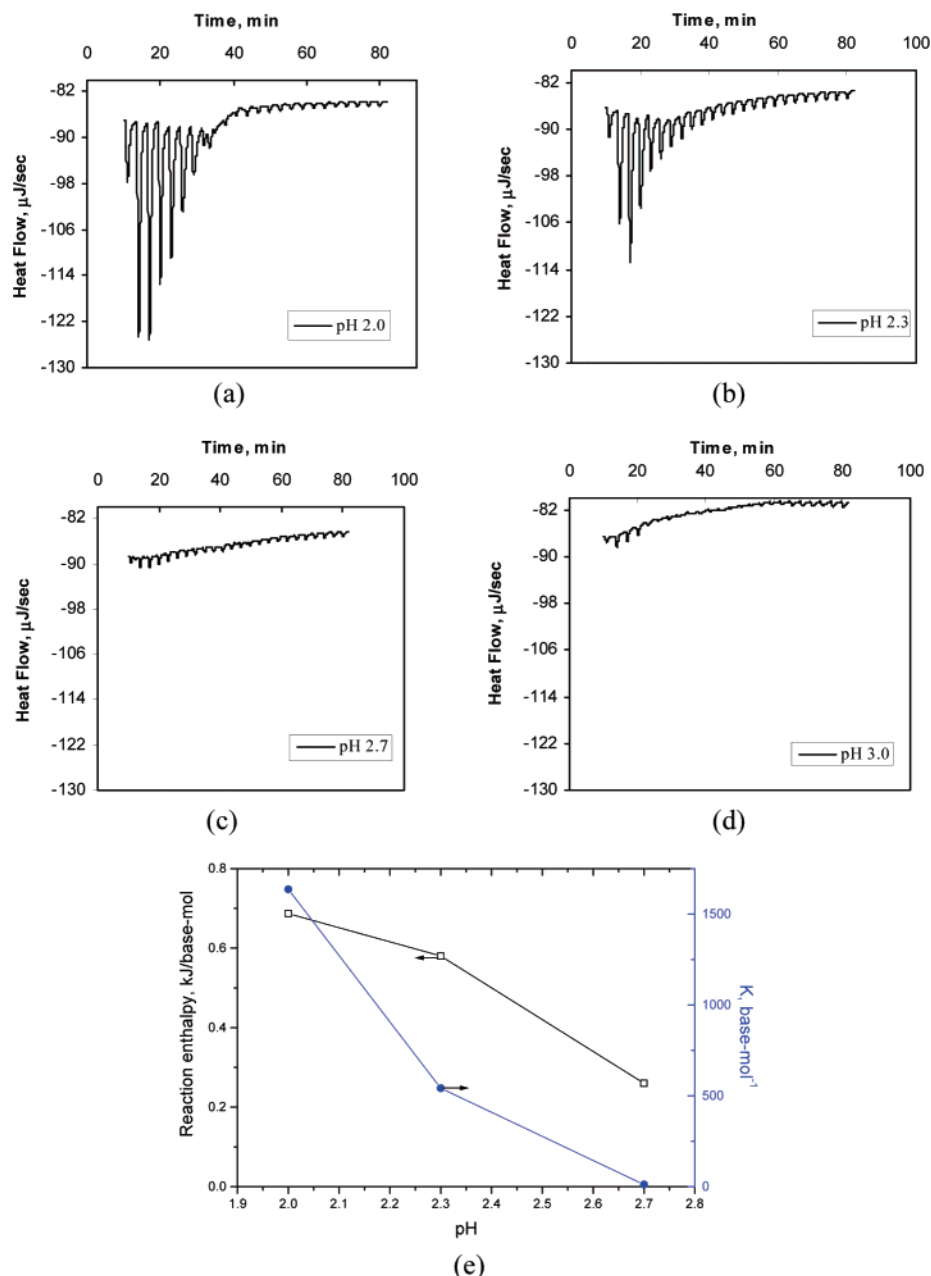 Time, min
0 20 40 60 80
-82
-90
-98
-106
-114
-122
-130
Heat Flow, µJ/sec
pH 2.0
(a)
Time, min
0 20 40 60 80 100
-82
-90
-98
-106
-114
-122
-130
Heat Flow, µJ/sec
pH 2.3
(b)
Time, min
0 20 40 60 80 100
-82
-90
-98
-106
-114
-122
-130
Heat Flow, µJ/sec
pH 2.7
(c)
Time, min
0 20 40 60 80 100
-82
-90
-98
-106
-114
-122
-130
Heat Flow, µJ/sec
pH 3.0
(d)
Reaction enthalpy, kJ/base-mol
0.8
0.6
0.4
0.2
0.0
1500
1000
500
0
K, base-mol⁻¹
1.9 2.0 2.1 2.2 2.3 2.4 2.5 2.6 2.7 2.8
pH
(e)